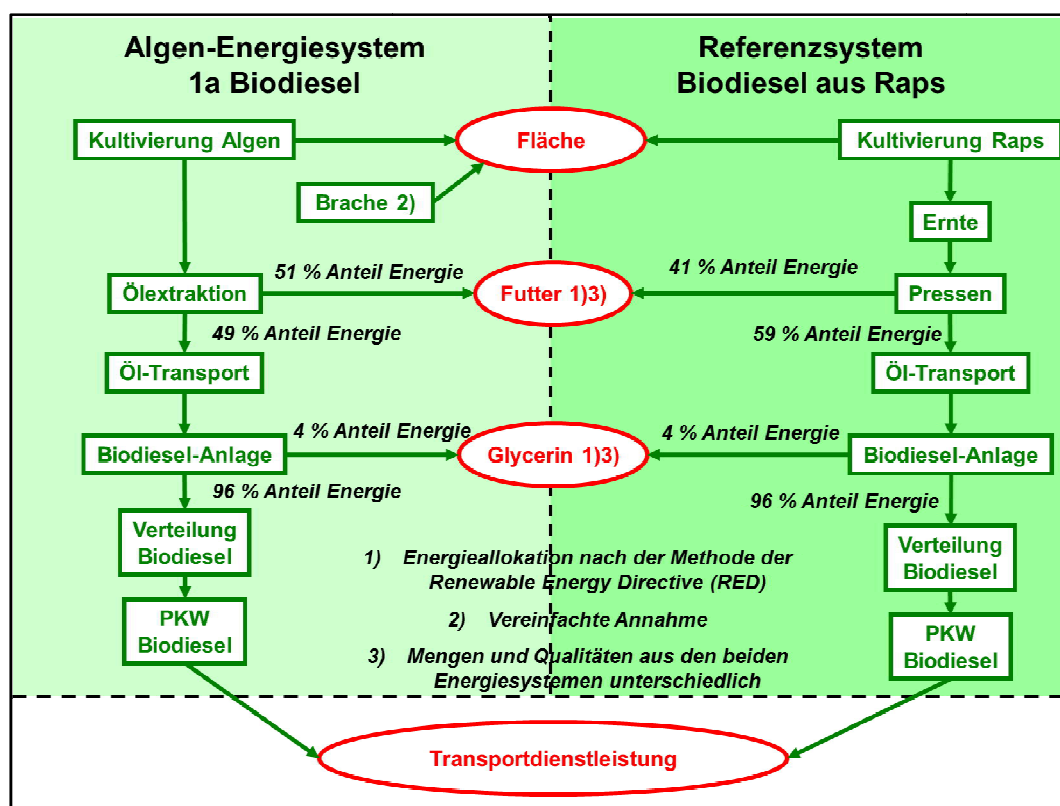 Algen-Energiesystem
1a Biodiesel
Referenzsystem
Biodiesel aus Raps
Kultivierung Algen
Fläche
Kultivierung Raps
Brache 2)
Ernte
51 % Anteil Energie
41 % Anteil Energie
Ölextraktion
Futter 1)3)
Pressen
49 % Anteil Energie
59 % Anteil Energie
Öl-Transport
Öl-Transport
4 % Anteil Energie
4 % Anteil Energie
Biodiesel-Anlage
Glycerin 1)3)
Biodiesel-Anlage
96 % Anteil Energie
96 % Anteil Energie
Verteilung
Biodiesel
Verteilung
Biodiesel
1) Energieallokation nach der Methode der
Renewable Energy Directive (RED)
2) Vereinfachte Annahme
3) Mengen und Qualitäten aus den beiden
Energiesystemen unterschiedlich
PKW
Biodiesel
PKW
Biodiesel
Transportdienstleistung